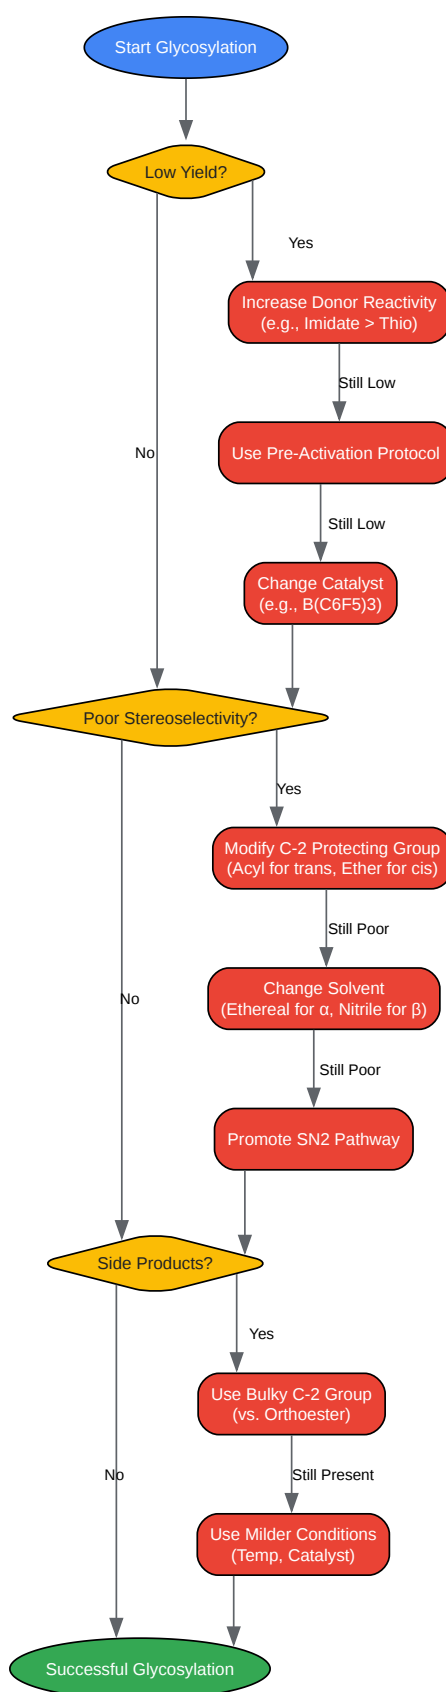 Start Glycosylation
Low Yield?
Yes
Increase Donor Reactivity
(e.g., Imidate > Thio)
Still Low
No
Use Pre-Activation Protocol
Still Low
Change Catalyst
(e.g., B(C6F5)3)
Poor Stereoselectivity?
Yes
Modify C-2 Protecting Group
(Acyl for trans, Ether for cis)
Still Poor
Change Solvent
(Ethereal for α, Nitrile for β)
No
Still Poor
Promote SN2 Pathway
Side Products?
Yes
Use Bulky C-2 Group
(vs. Orthoester)
No
Still Present
Use Milder Conditions
(Temp, Catalyst)
Successful Glycosylation